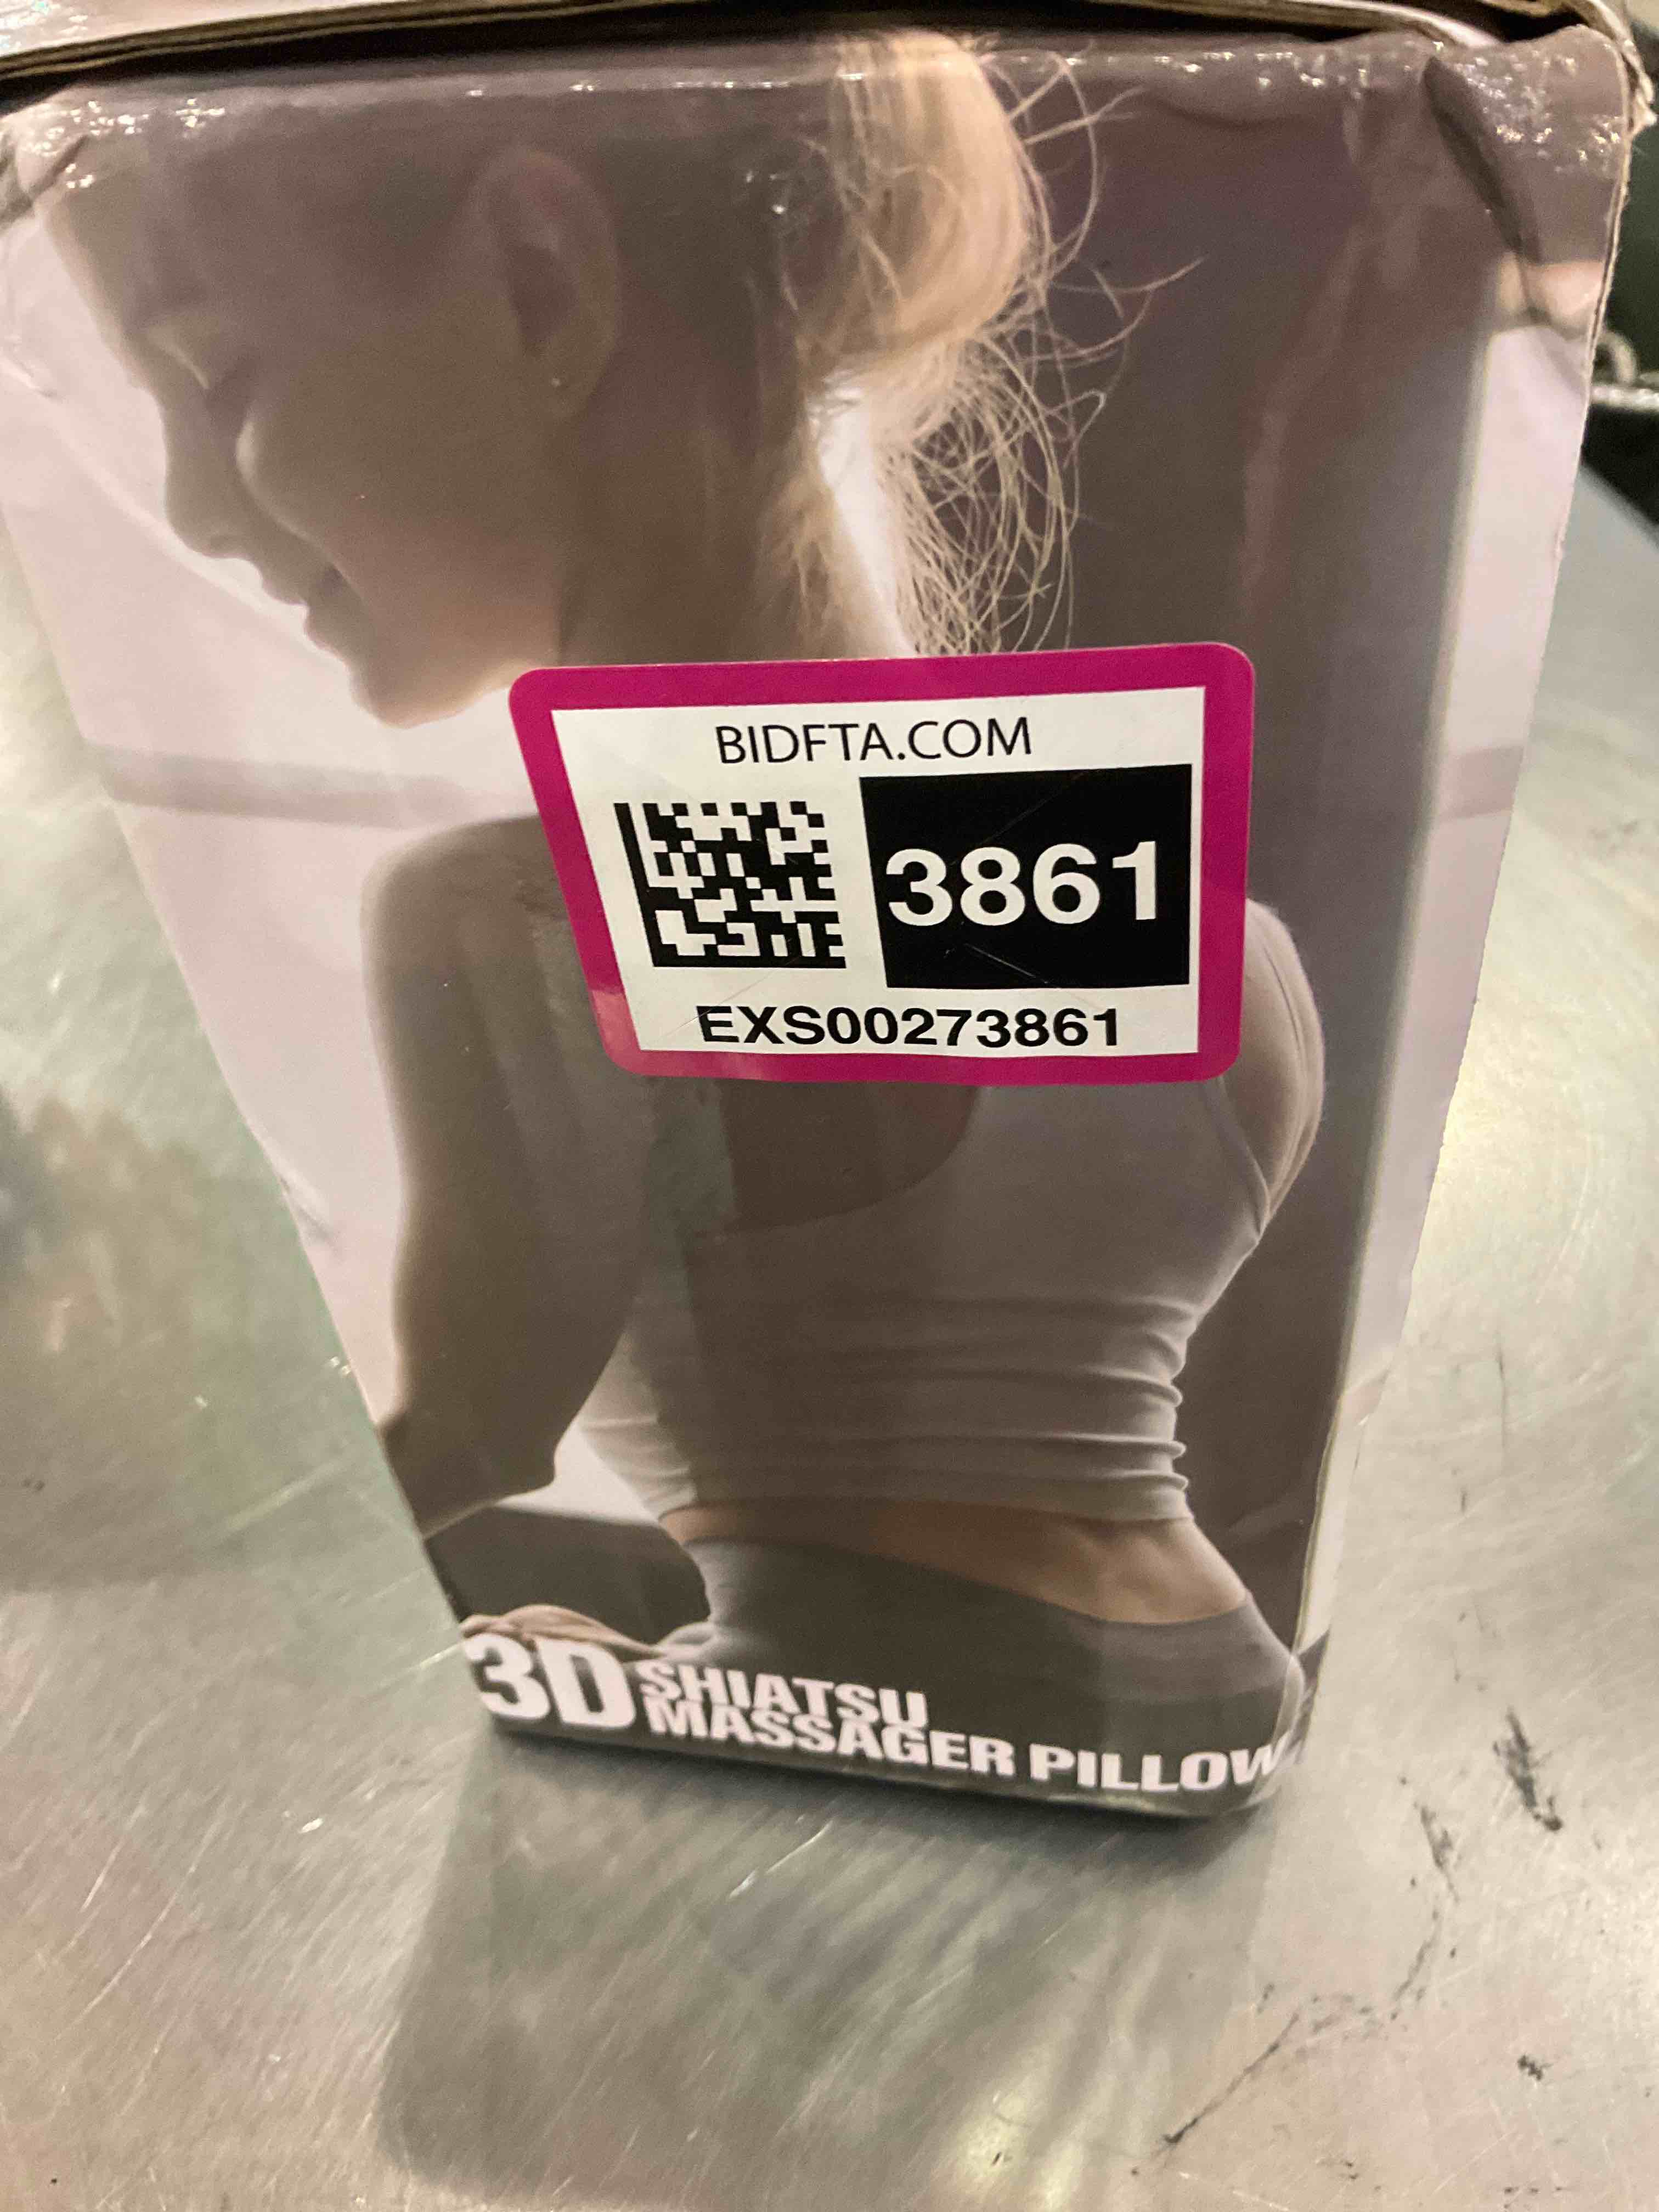 BIDFTA.COM
3861
EXS00273861
3D SHIATSU
MASSAGER PILLOW